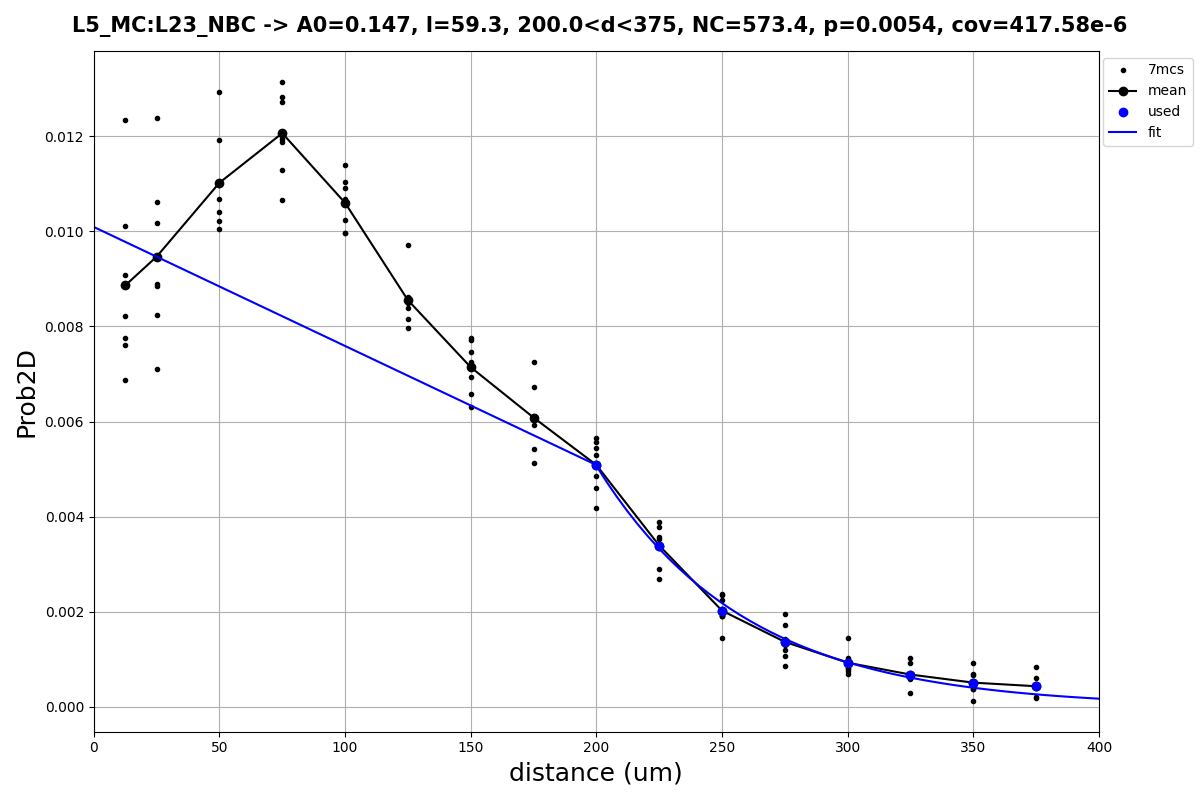 L5_MC:L23_NBC -> A0=0.147, l=59.3, 200.0<d<375, NC=573.4, p=0.0054, cov=417.58e-6
7mcs
mean
used
fit
Prob2D
0.012
0.010
0.008
0.006
0.004
0.002
0.000
0 50 100 150 200 250 300 350 400
distance (um)